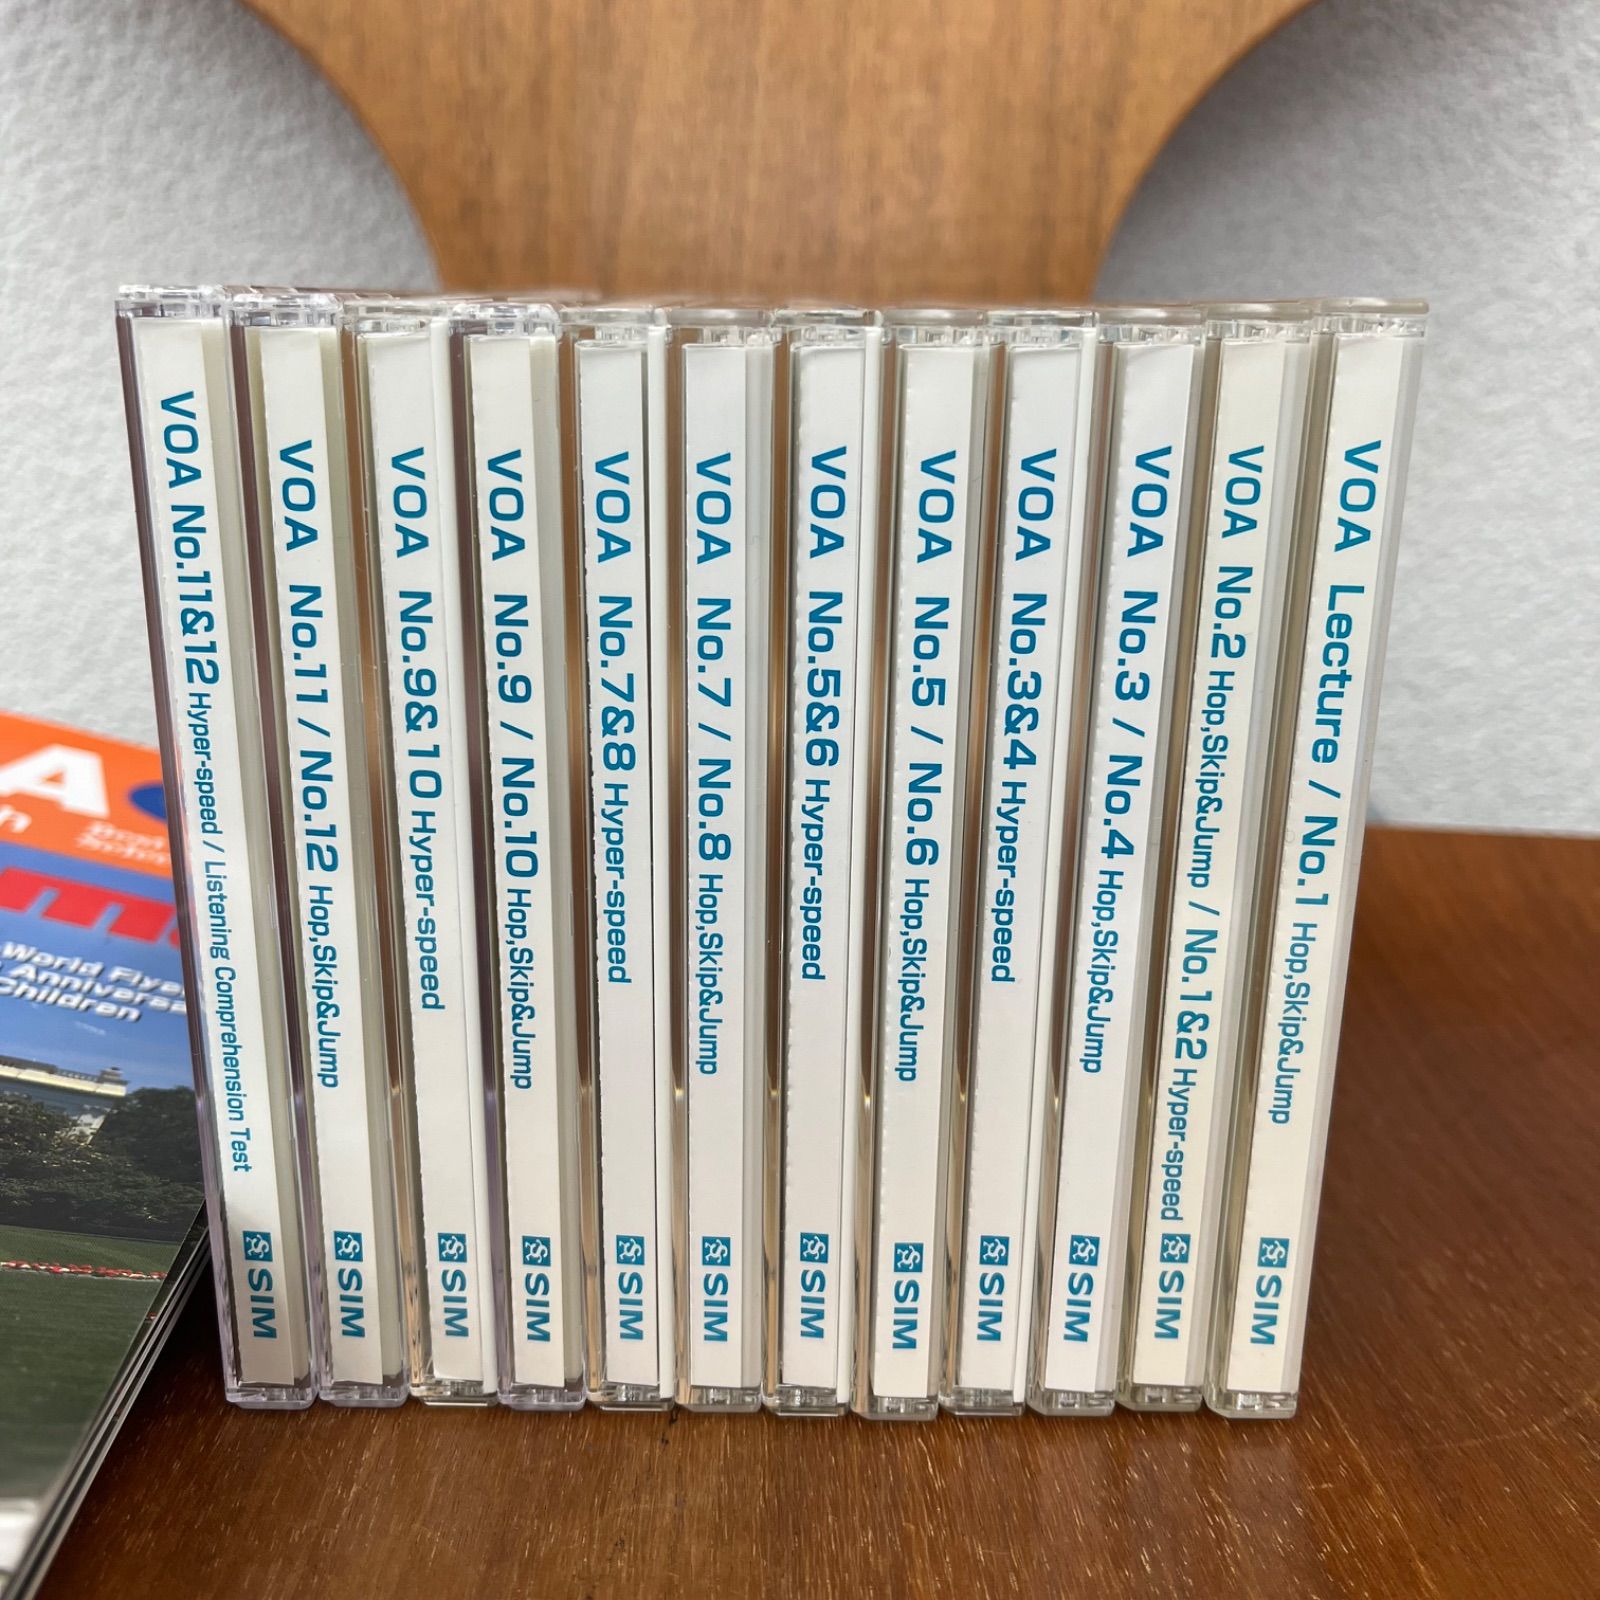 VOA No.11&12 Hyper-speed / Listening Comprehension Test SIM
VOA No.11 / No.12 Hop,Skip&Jump SIM
VOA No.9&10 Hyper-speed SIM
VOA No.9 / No.10 Hop,Skip&Jump SIM
VOA No.7&8 Hyper-speed SIM
VOA No.7 / No.8 Hop,Skip&Jump SIM
VOA No.5&6 Hyper-speed SIM
VOA No.5 / No.6 Hop,Skip&Jump SIM
VOA No.3&4 Hyper-speed SIM
VOA No.3 / No.4 Hop,Skip&Jump SIM
VOA No.2 Hop,Skip&Jump / No.1&2 Hyper-speed SIM
VOA Lecture / No.1 Hop,Skip&Jump SIM
A
World
Children